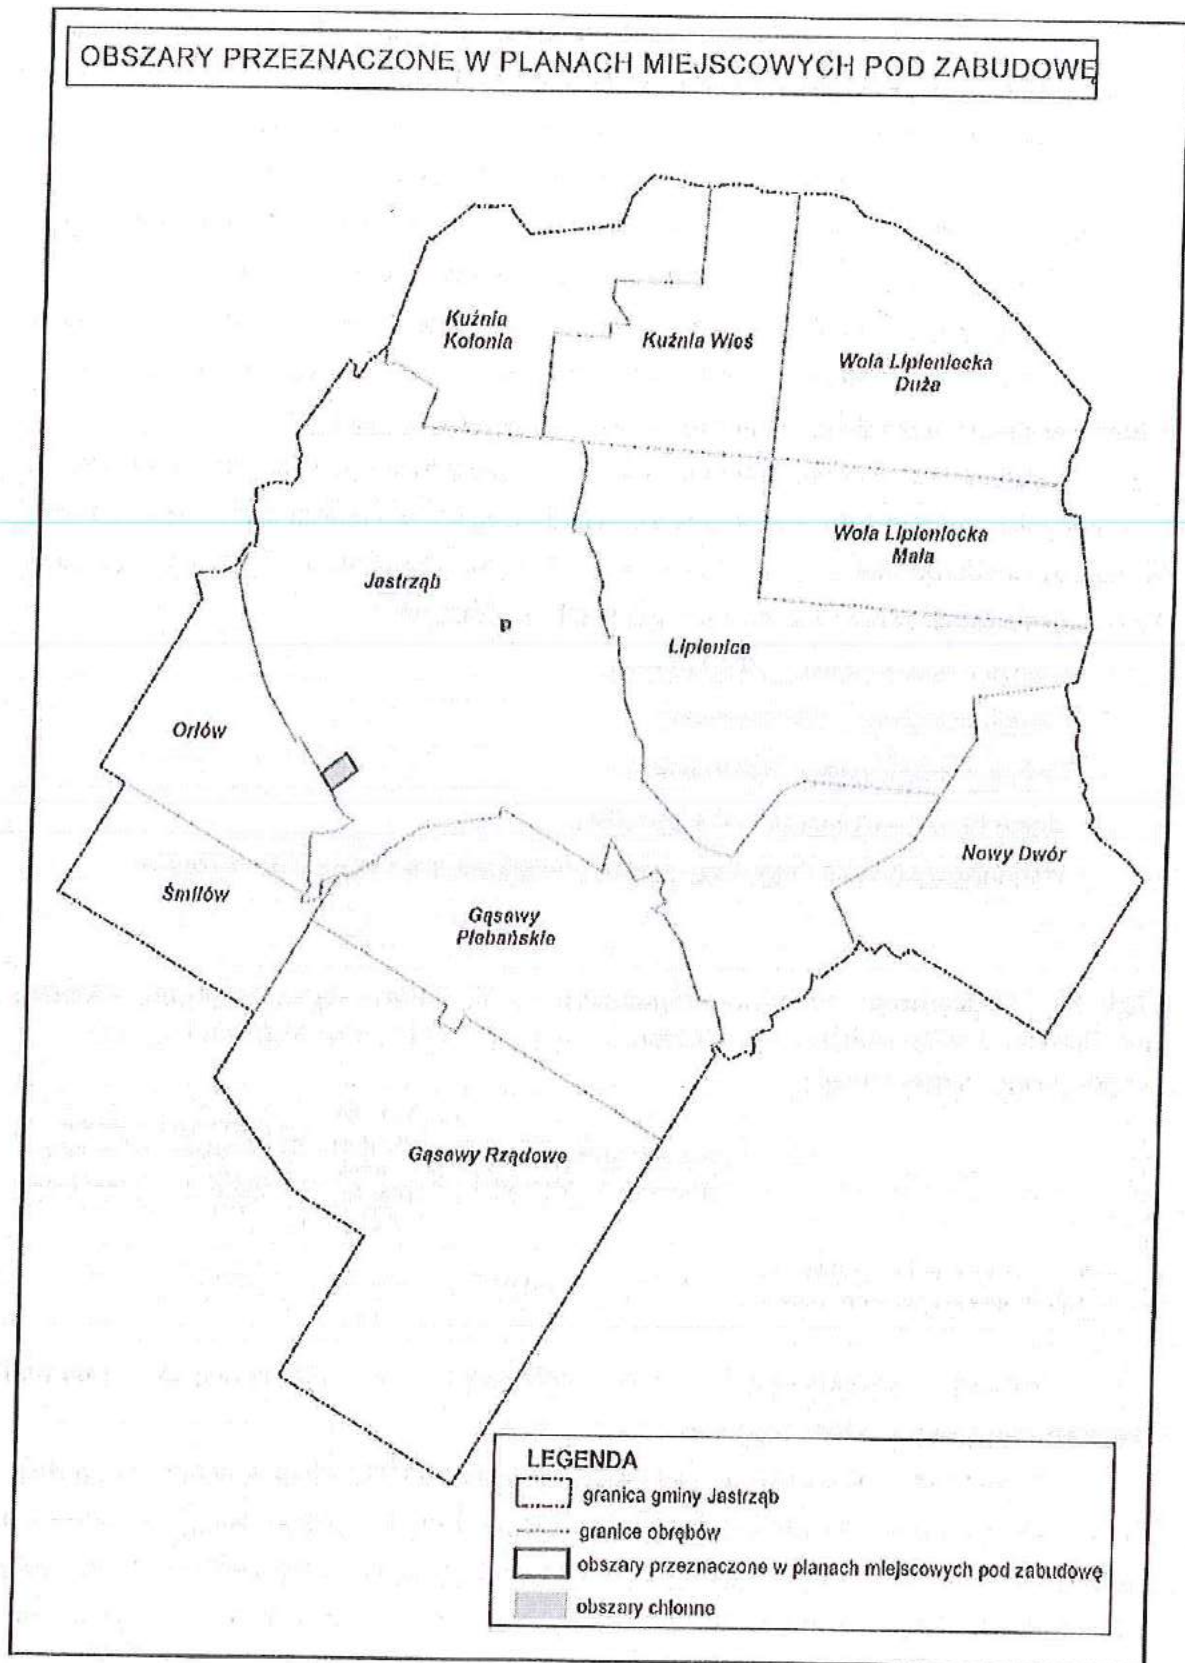 OBSZARY PRZEZNACZONE W PLANACH MIEJSCOWYCH POD ZABUDOWĘ
Kuźnia
Kolonia
Kuźnia Wieś
Wola Lipieniecka
Duża
Wola Lipieniecka
Mała
Jastrząb
P
Lipienica
Orłów
Nowy Dwór
Śmiłów
Gąsawy
Plebańskie
Gąsawy Rządowe
LEGENDA
granica gminy Jastrząb
granice obrębów
obszary przeznaczone w planach miejscowych pod zabudowę
obszary chłonne